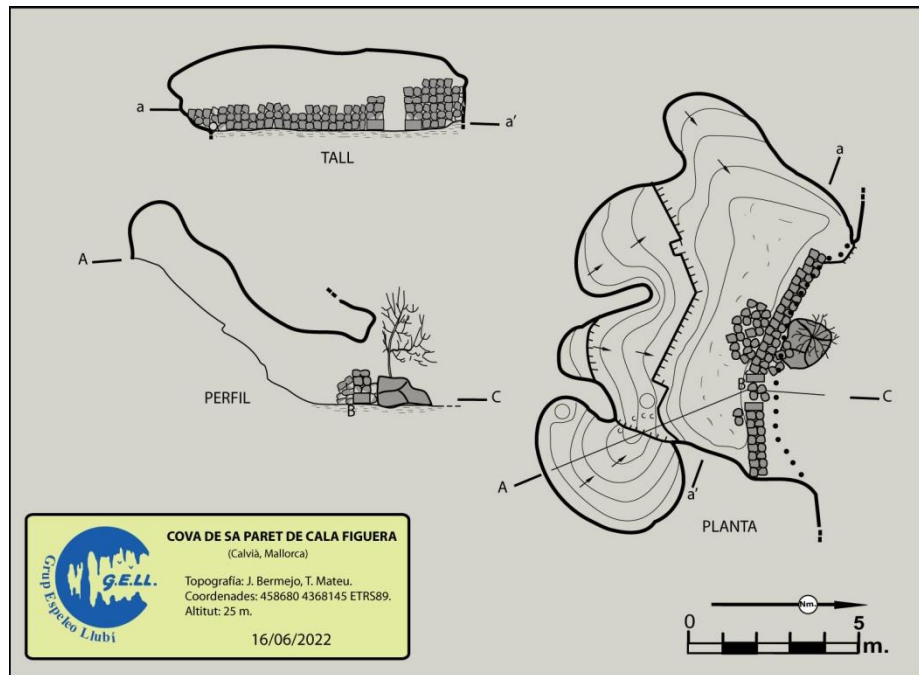 a
a'
TALL
A
PERFIL
B
C
a
B
C
A
a'
PLANTA
Grup Espeleo Llubí
G.E.LL.
COVA DE SA PARET DE CALA FIGUERA
(Calvià, Mallorca)
Topografía: J. Bermejo, T. Mateu.
Coordenades: 458680 4368145 ETRS89.
Altitut: 25 m.
16/06/2022
Nm.
0
5
m.